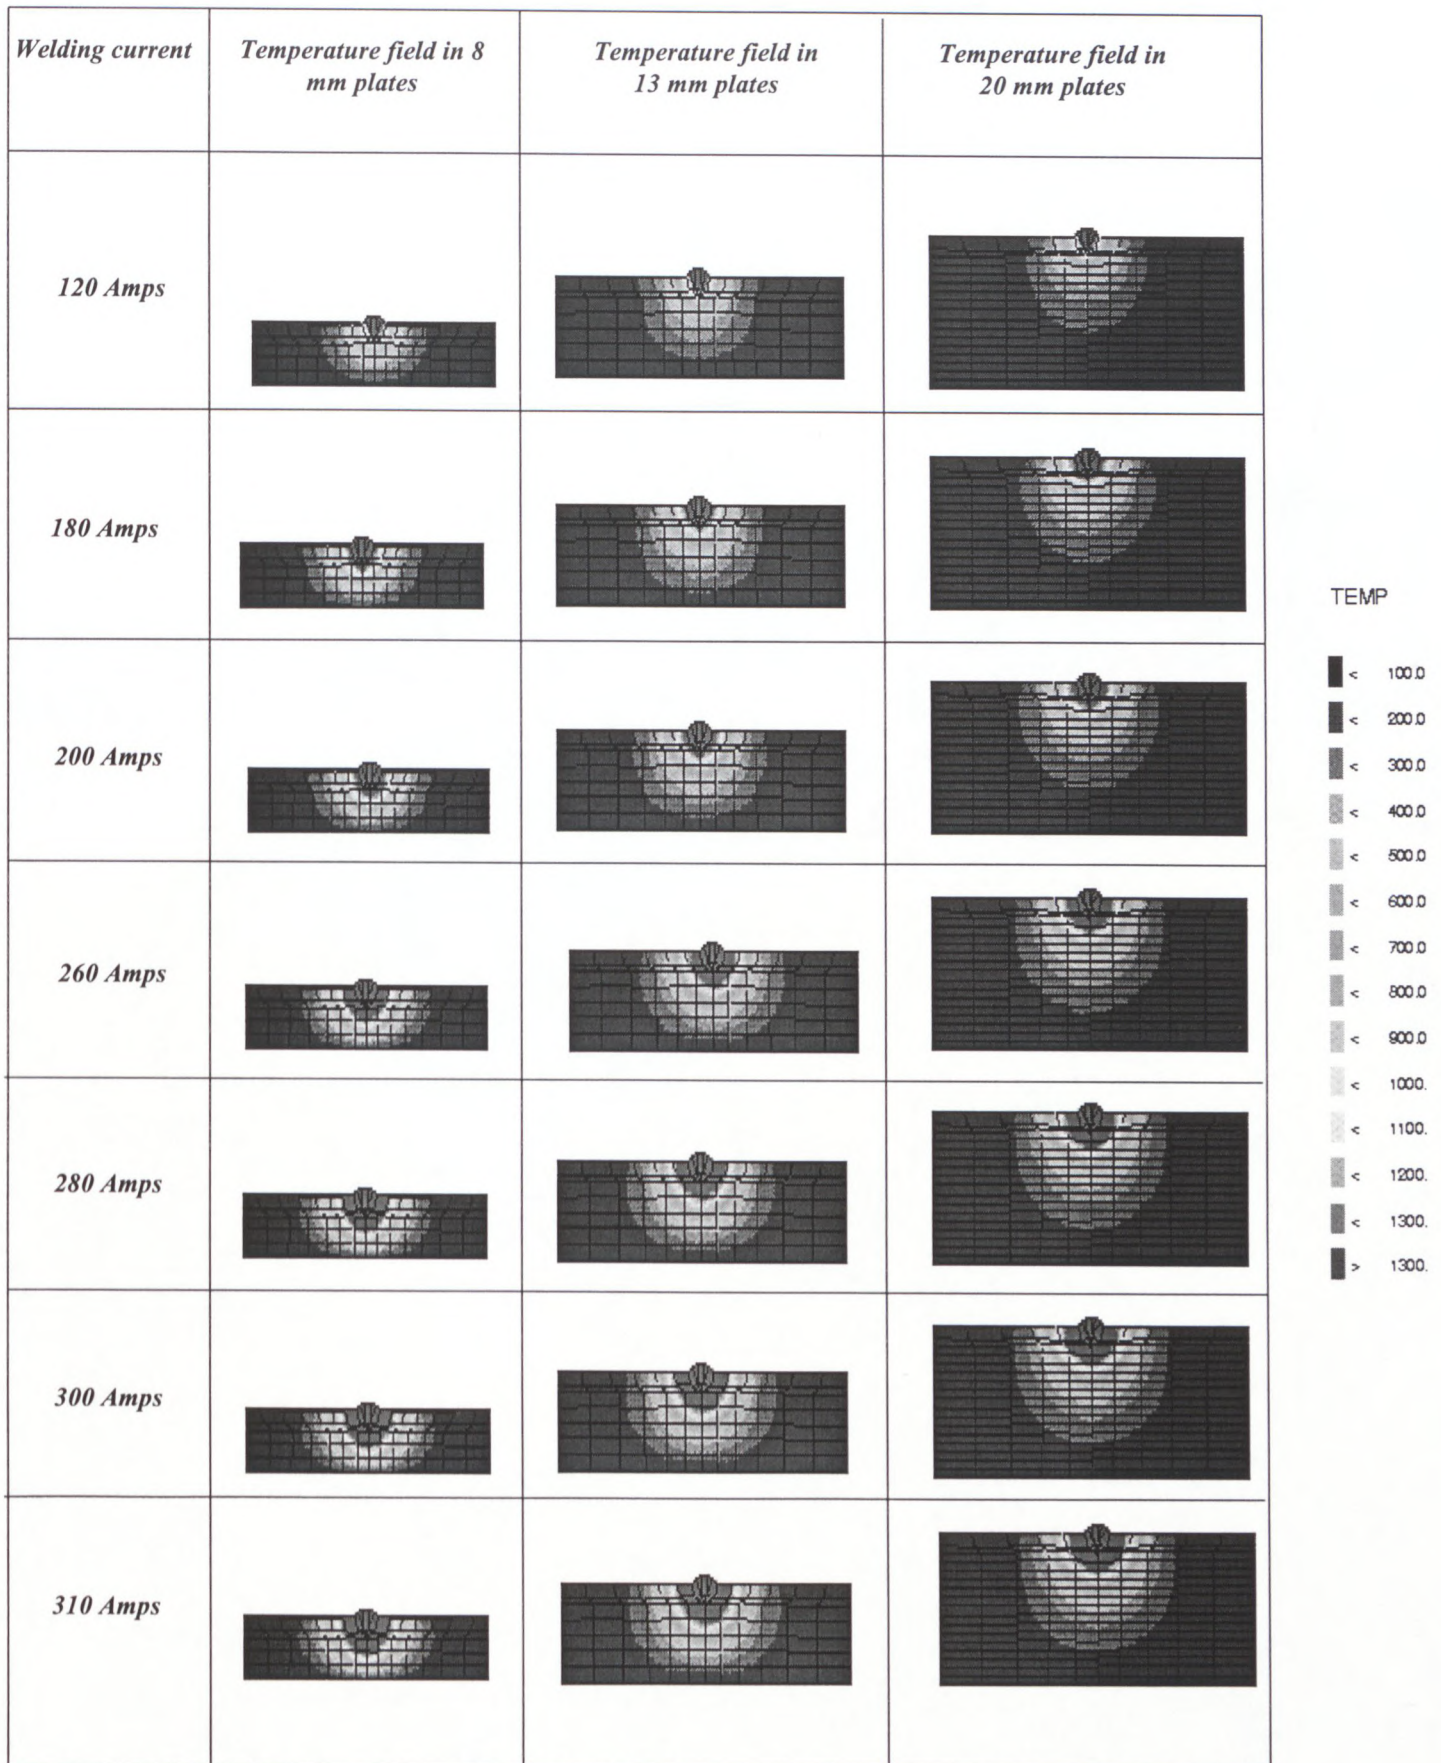 Welding current
Temperature field in 8
mm plates
Temperature field in
13 mm plates
Temperature field in
20 mm plates
120 Amps
180 Amps
200 Amps
260 Amps
280 Amps
300 Amps
310 Amps
TEMP
< 100.0
< 200.0
< 300.0
< 400.0
< 500.0
< 600.0
< 700.0
< 800.0
< 900.0
< 1000.
< 1100.
< 1200.
< 1300.
> 1300.